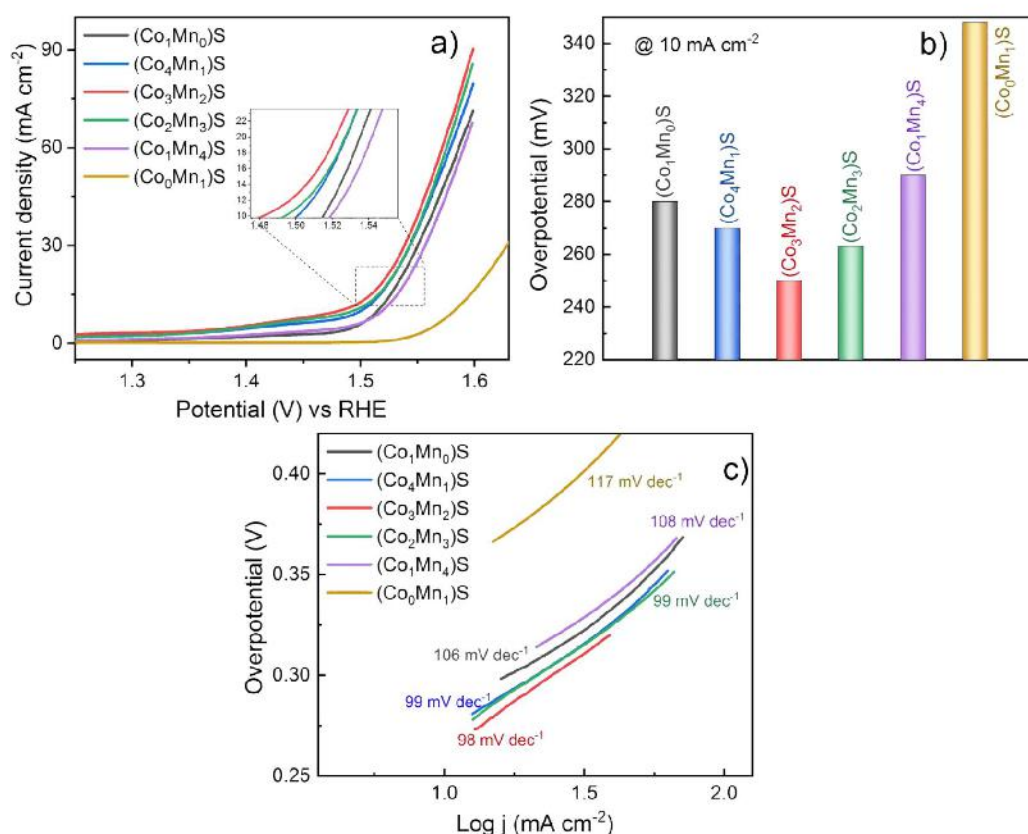 a)
(Co₁Mn₀)S
(Co₄Mn₁)S
(Co₃Mn₂)S
(Co₂Mn₃)S
(Co₁Mn₄)S
(Co₀Mn₁)S
90
60
30
0
Current density (mA cm⁻²)
22
20
18
16
14
12
10
1.48
1.50
1.52
1.54
1.3
1.4
1.5
1.6
Potential (V) vs RHE
b)
@ 10 mA cm⁻²
340
320
300
280
260
240
220
Overpotential (mV)
(Co₁Mn₀)S
(Co₄Mn₁)S
(Co₃Mn₂)S
(Co₂Mn₃)S
(Co₁Mn₄)S
(Co₀Mn₁)S
c)
(Co₁Mn₀)S
(Co₄Mn₁)S
(Co₃Mn₂)S
(Co₂Mn₃)S
(Co₁Mn₄)S
(Co₀Mn₁)S
117 mV dec⁻¹
108 mV dec⁻¹
99 mV dec⁻¹
106 mV dec⁻¹
99 mV dec⁻¹
98 mV dec⁻¹
0.40
0.35
0.30
0.25
Overpotential (V)
1.0
1.5
2.0
Log j (mA cm⁻²)